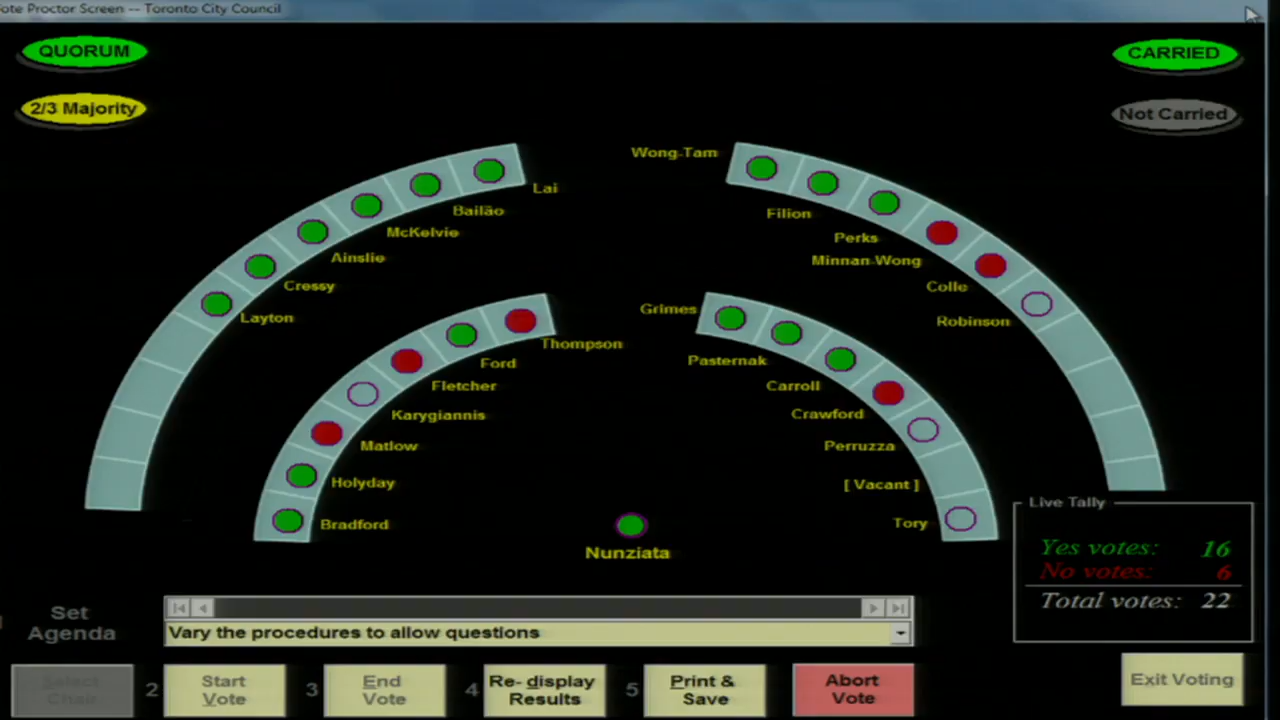 ote Proctor Screen -- Toronto City Council
QUORUM
CARRIED
2/3 Majority
Not Carried
Wong-Tam
Lai
Bailão
Filion
McKelvie
Perks
Ainslie
Minnan-Wong
Cressy
Colle
Layton
Grimes
Robinson
Thompson
Ford
Pasternak
Fletcher
Carroll
Karygiannis
Crawford
Matlow
Perruzza
Holyday
[ Vacant ]
Bradford
Tory
Nunziata
Live Tally
Yes votes: 16
No votes: 6
Total votes: 22
Set
Agenda
Vary the procedures to allow questions
Select
Chair
2
Start
Vote
3
End
Vote
4
Re-display
Results
5
Print &
Save
Abort
Vote
Exit Voting